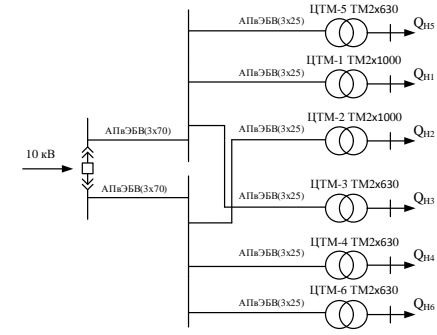 ЦТМ-5 ТМ2х630
АПвЭБВ(3х25)
QН5
ЦТМ-1 ТМ2х1000
АПвЭБВ(3х25)
QН1
ЦТМ-2 ТМ2х1000
АПвЭБВ(3х25)
QН2
АПвЭБВ(3х70)
10 кВ
АПвЭБВ(3х70)
ЦТМ-3 ТМ2х630
АПвЭБВ(3х25)
QН3
ЦТМ-4 ТМ2х630
АПвЭБВ(3х25)
QН4
ЦТМ-6 ТМ2х630
АПвЭБВ(3х25)
QН6